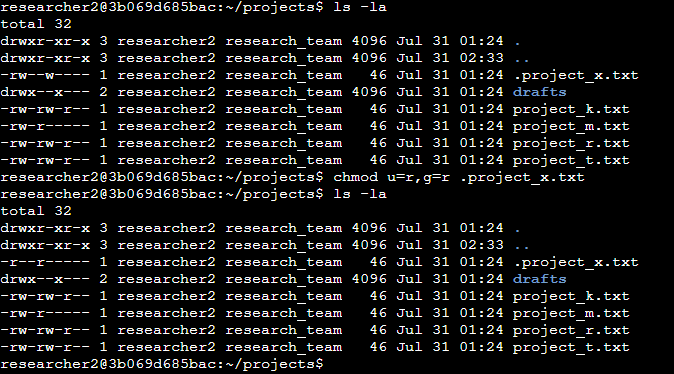 researcher2@3b069d685bac:~/projects$ ls -la
total 32
drwxr-xr-x 3 researcher2 research_team 4096 Jul 31 01:24 .
drwxr-xr-x 3 researcher2 research_team 4096 Jul 31 02:33 ..
-rw--w---- 1 researcher2 research_team   46 Jul 31 01:24 .project_x.txt
drwx--x--- 2 researcher2 research_team 4096 Jul 31 01:24 drafts
-rw-rw-r-- 1 researcher2 research_team   46 Jul 31 01:24 project_k.txt
-rw-r----- 1 researcher2 research_team   46 Jul 31 01:24 project_m.txt
-rw-rw-r-- 1 researcher2 research_team   46 Jul 31 01:24 project_r.txt
-rw-rw-r-- 1 researcher2 research_team   46 Jul 31 01:24 project_t.txt
researcher2@3b069d685bac:~/projects$ chmod u=r,g=r .project_x.txt
researcher2@3b069d685bac:~/projects$ ls -la
total 32
drwxr-xr-x 3 researcher2 research_team 4096 Jul 31 01:24 .
drwxr-xr-x 3 researcher2 research_team 4096 Jul 31 02:33 ..
-r--r----- 1 researcher2 research_team   46 Jul 31 01:24 .project_x.txt
drwx--x--- 2 researcher2 research_team 4096 Jul 31 01:24 drafts
-rw-rw-r-- 1 researcher2 research_team   46 Jul 31 01:24 project_k.txt
-rw-r----- 1 researcher2 research_team   46 Jul 31 01:24 project_m.txt
-rw-rw-r-- 1 researcher2 research_team   46 Jul 31 01:24 project_r.txt
-rw-rw-r-- 1 researcher2 research_team   46 Jul 31 01:24 project_t.txt
researcher2@3b069d685bac:~/projects$